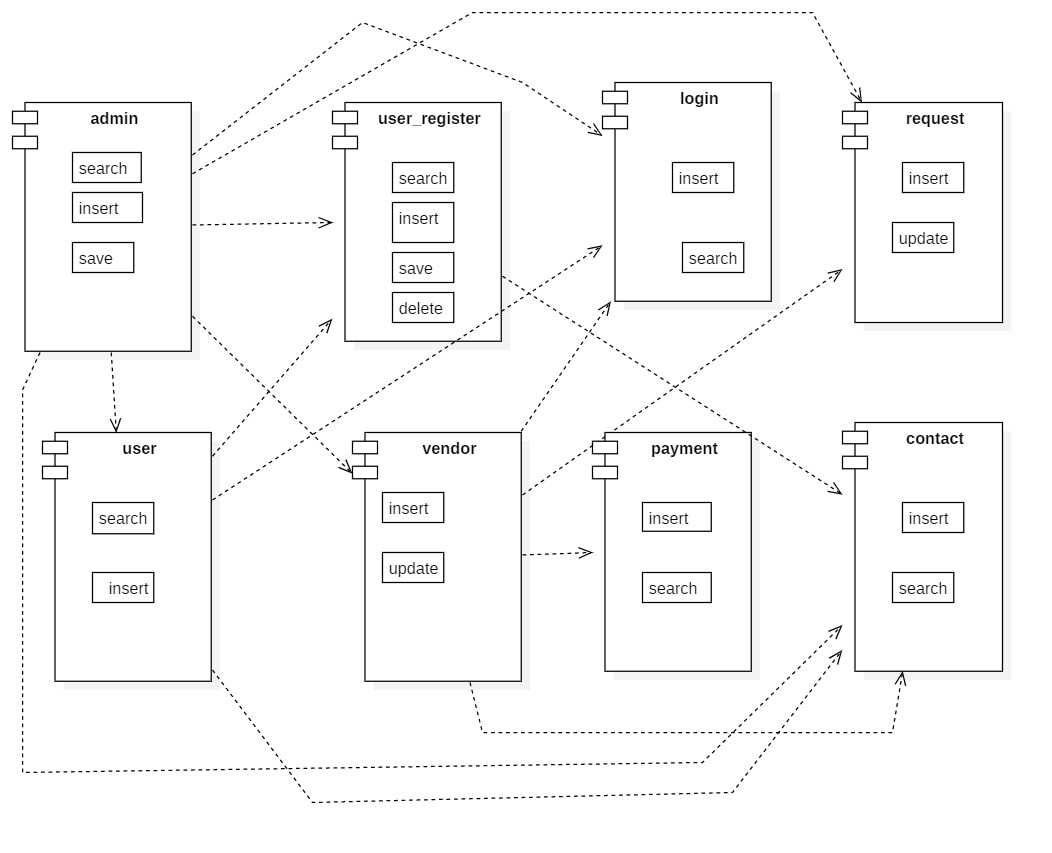 admin
search
insert
save
user_register
search
insert
save
delete
login
insert
search
request
insert
update
user
search
insert
vendor
insert
update
payment
insert
search
contact
insert
search